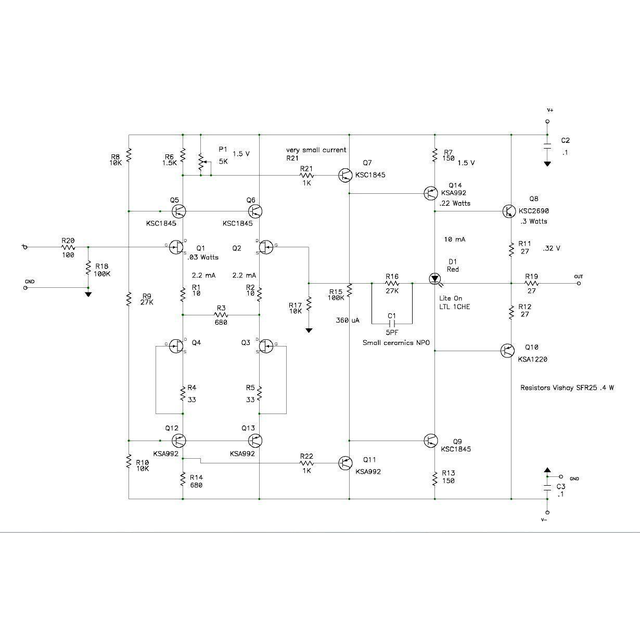 V+
C2
.1
R8
10K
R6
1.5K
P1
5K
1.5 V
very small current
R21
R21
1K
Q7
KSC1845
R7
150
1.5 V
Q14
KSA992
.22 Watts
Q5
KSC1845
Q6
KSC1845
Q8
KSC2690
.3 Watts
R20
100
Q1
.03 Watts
Q2
10 mA
R11
27
.32 V
GND
R18
100K
2.2 mA
2.2 mA
D1
Red
R9
27K
R1
10
R2
10
R17
10K
R15
100K
R16
27K
R19
27
OUT
Lite On
LTL 1CHE
R3
680
360 uA
C1
5PF
R12
27
Small ceramics NPO
Q4
Q3
Q10
KSA1220
R4
33
R5
33
Resistors Vishay SFR25 .4 W
Q12
KSA992
Q13
KSA992
Q9
KSC1845
R10
10K
R14
680
R22
1K
Q11
KSA992
R13
150
GND
C3
.1
V-